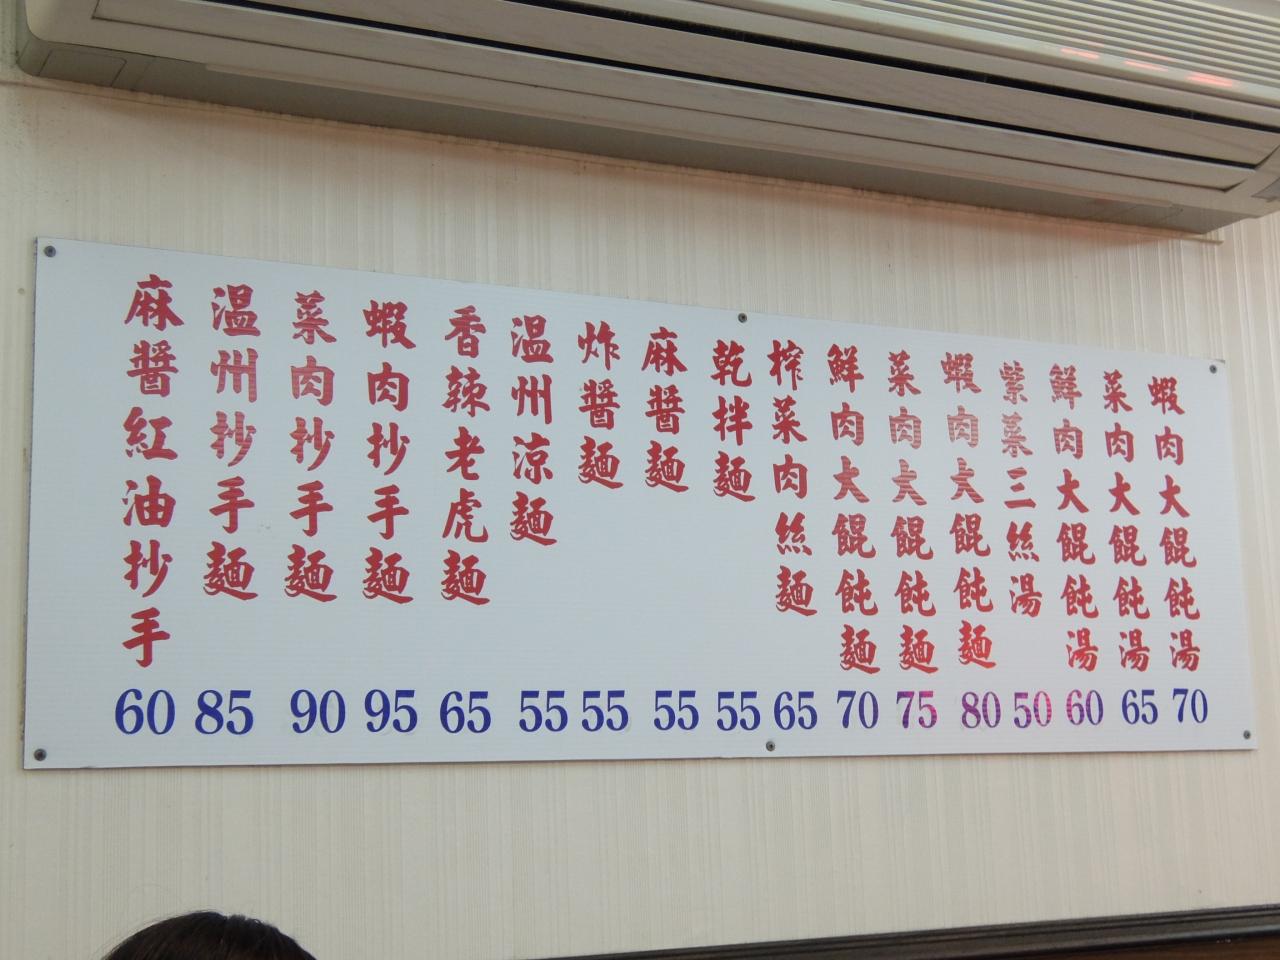 蝦肉大餛飩湯 70
菜肉大餛飩湯 65
鮮肉大餛飩湯 60
紫菜三絲湯 50
蝦肉大餛飩麵 80
菜肉大餛飩麵 75
鮮肉大餛飩麵 70
榨菜肉絲麵 65
乾拌麵 55
麻醬麵 55
炸醬麵 55
溫州涼麵 55
香辣老虎麵 65
蝦肉抄手麵 95
菜肉抄手麵 90
溫州抄手麵 85
麻醬紅油抄手 60